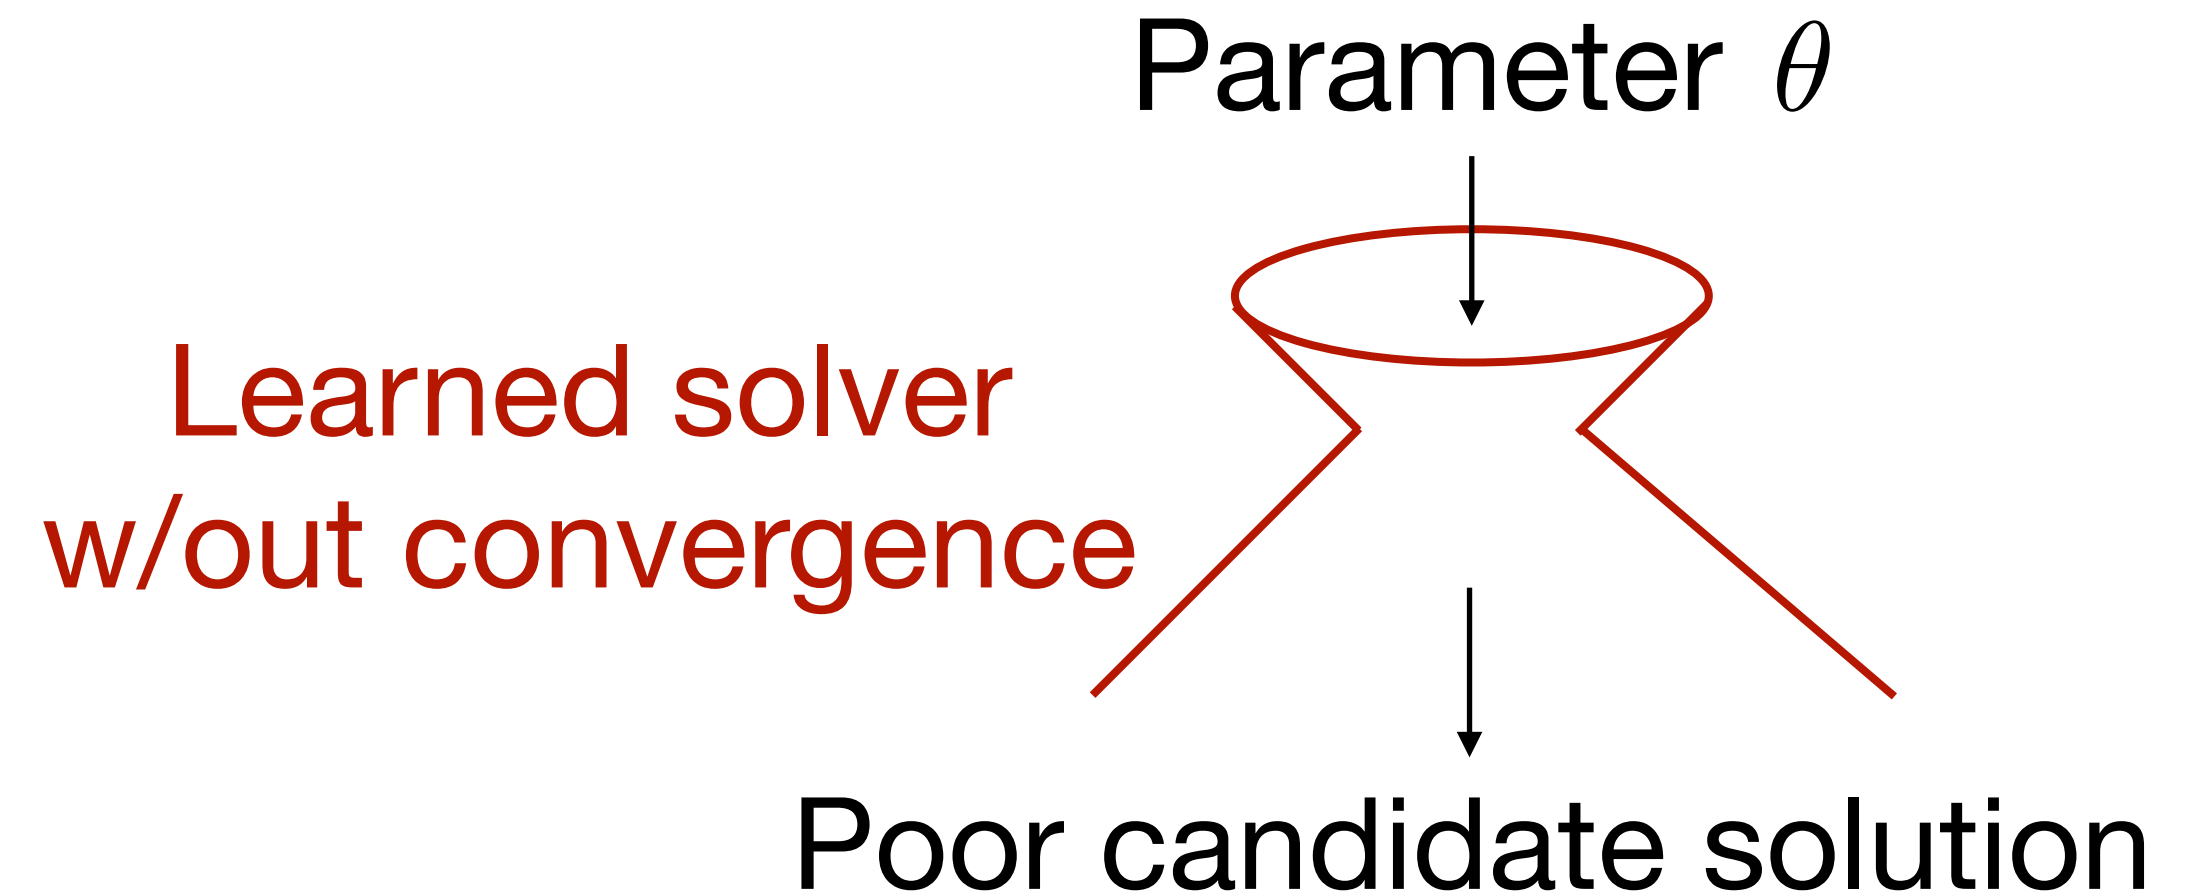 Parameter θ
Learned solver
w/out convergence
Poor candidate solution